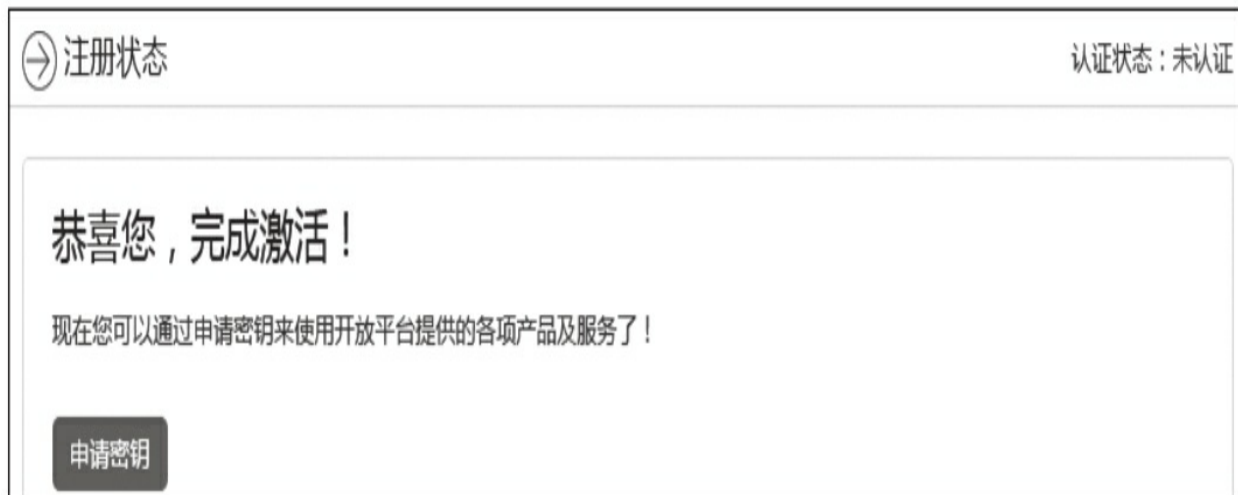 注册状态
认证状态：未认证
恭喜您，完成激活！
现在您可以通过申请密钥来使用开放平台提供的各项产品及服务了！
申请密钥